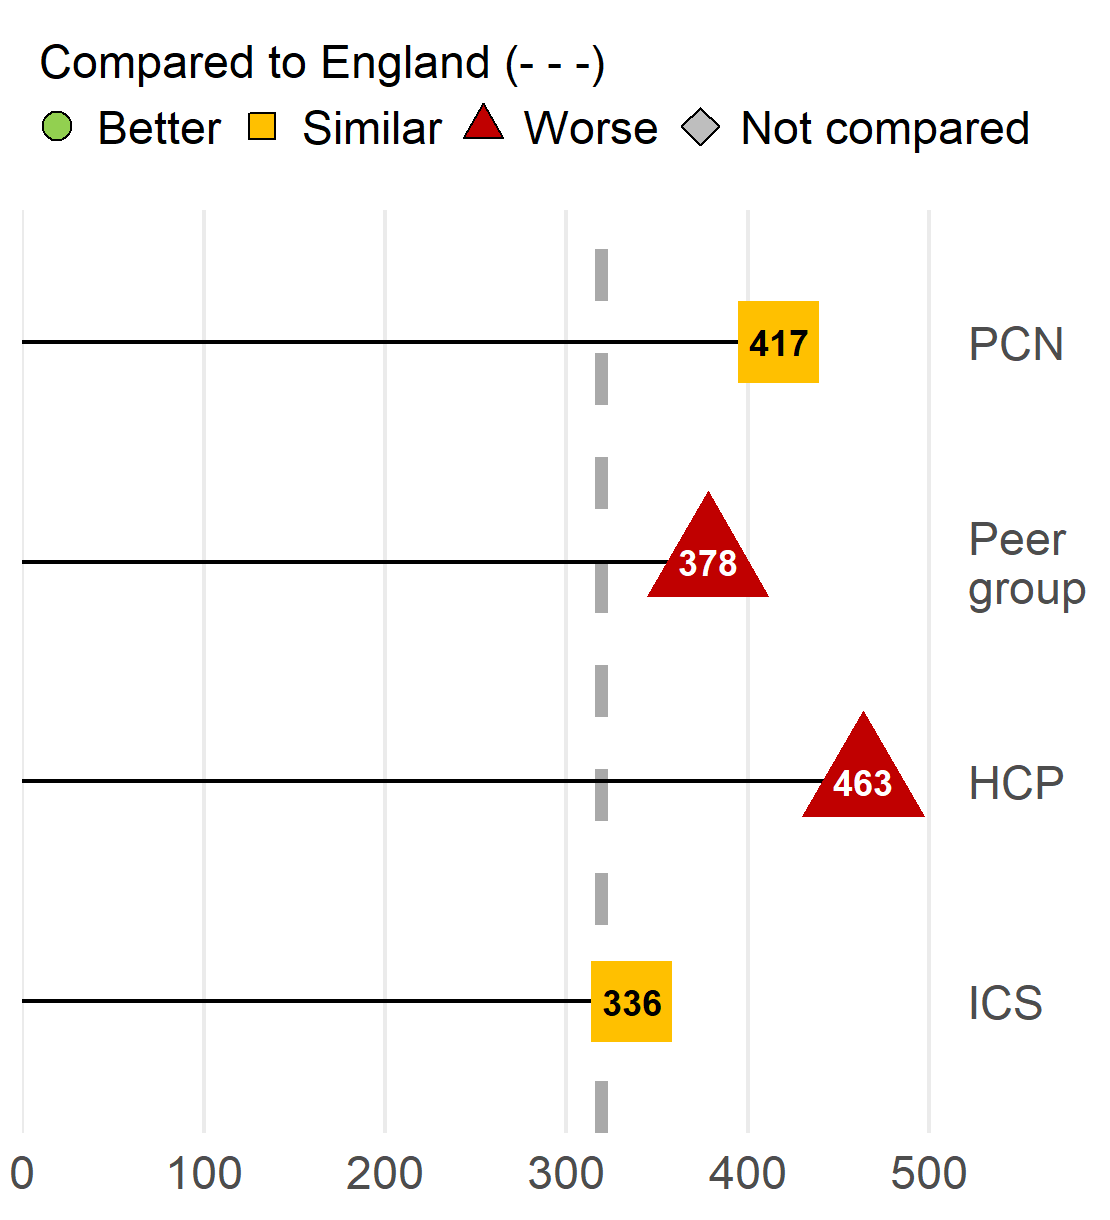 Compared to England (- - -)
Better Similar Worse Not compared
417 PCN
378 Peer
group
463 HCP
336 ICS
0 100 200 300 400 500